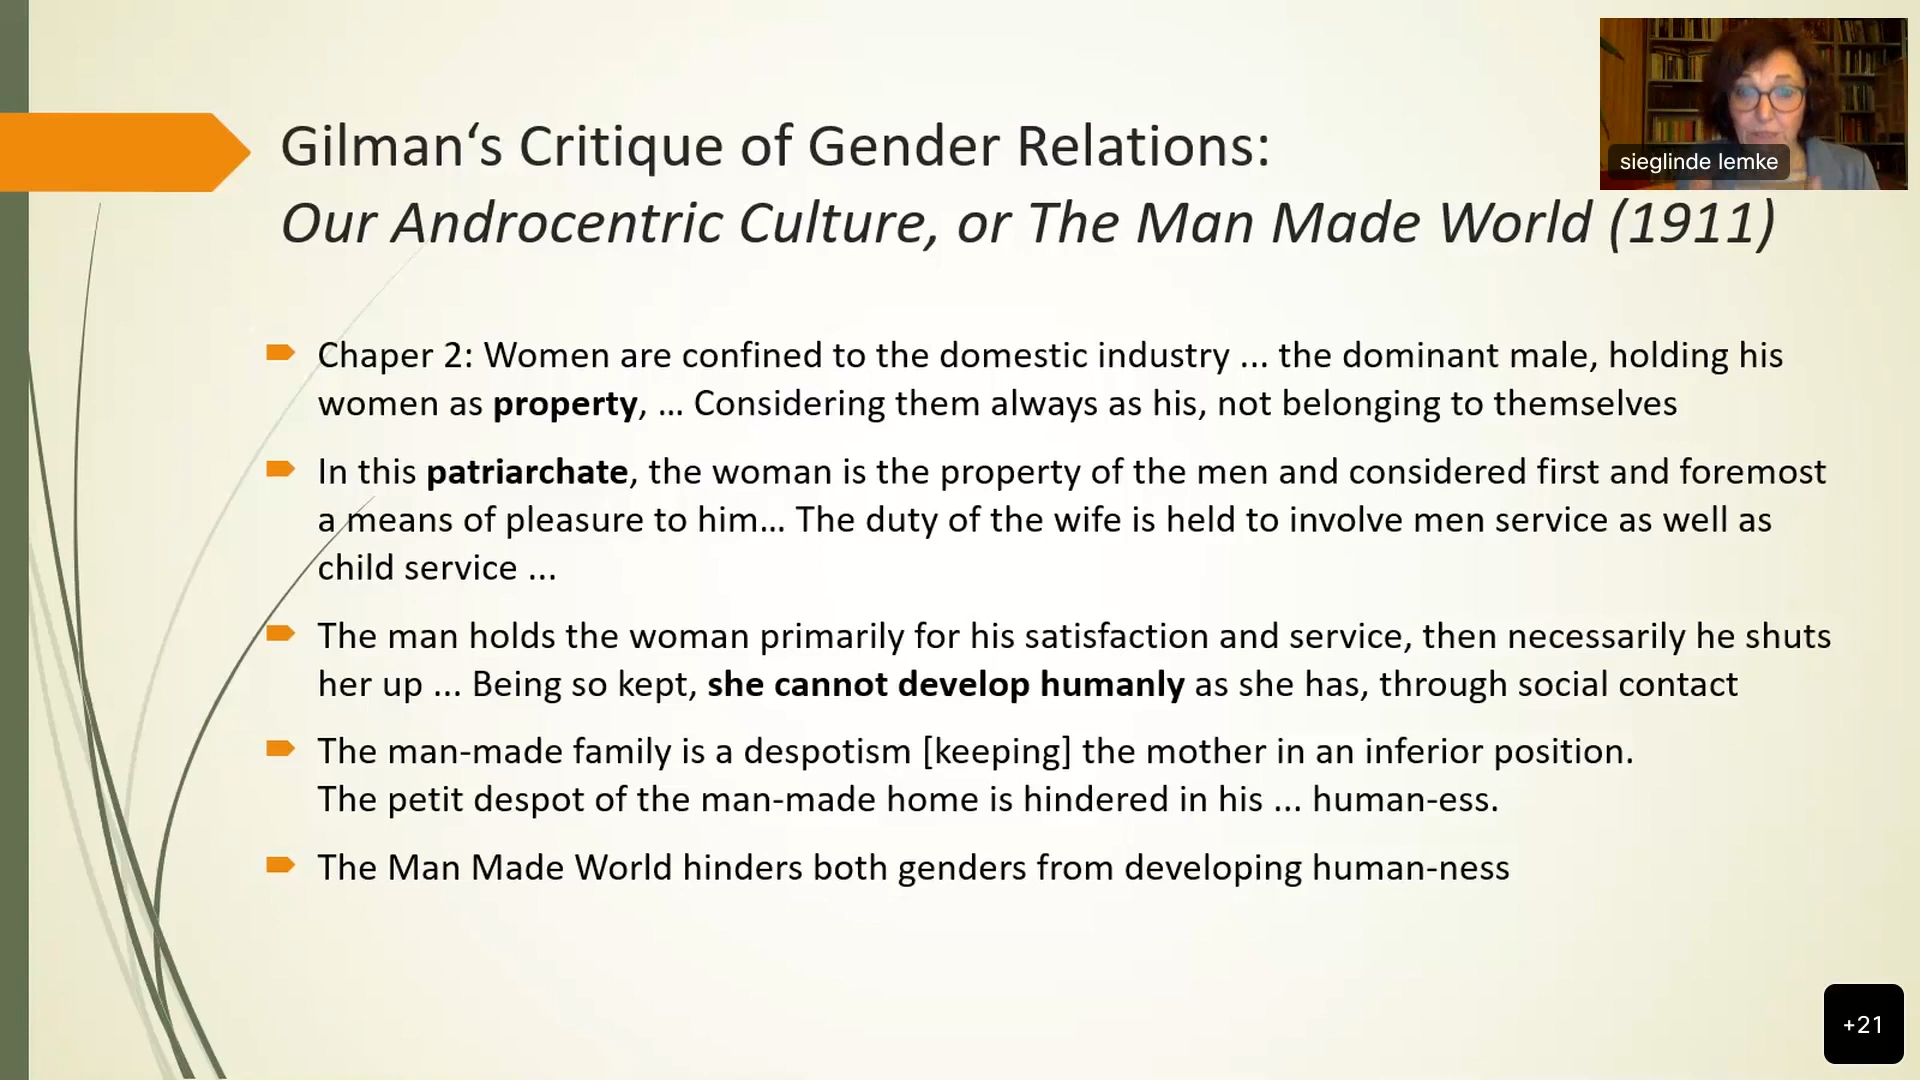 Gilman‘s Critique of Gender Relations:
Our Androcentric Culture, or The Man Made World (1911)
sieglinde lemke
Chaper 2: Women are confined to the domestic industry ... the dominant male, holding his
women as property, ... Considering them always as his, not belonging to themselves
In this patriarchate, the woman is the property of the men and considered first and foremost
a means of pleasure to him... The duty of the wife is held to involve men service as well as
child service ...
The man holds the woman primarily for his satisfaction and service, then necessarily he shuts
her up ... Being so kept, she cannot develop humanly as she has, through social contact
The man-made family is a despotism [keeping] the mother in an inferior position.
The petit despot of the man-made home is hindered in his ... human-ess.
The Man Made World hinders both genders from developing human-ness
+21